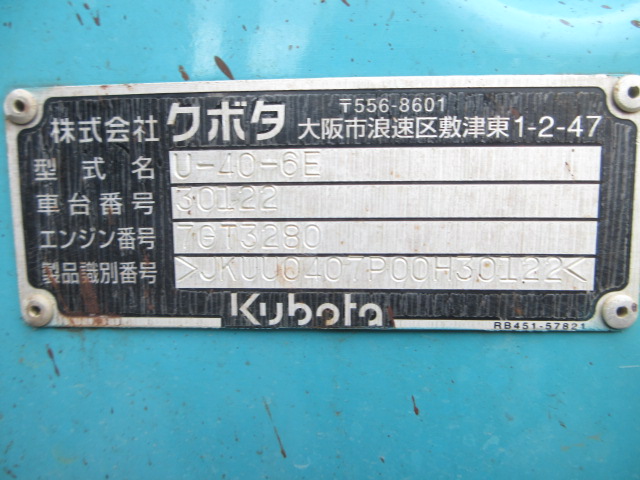 〒556-8601
株式会社 クボタ 大阪市浪速区敷津東1-2-47
型式名 U-40-6E
車台番号 30122
エンジン番号 TGT3280
製品識別番号 >JKUU0407P00H30122<
Kubota
RB451-57821